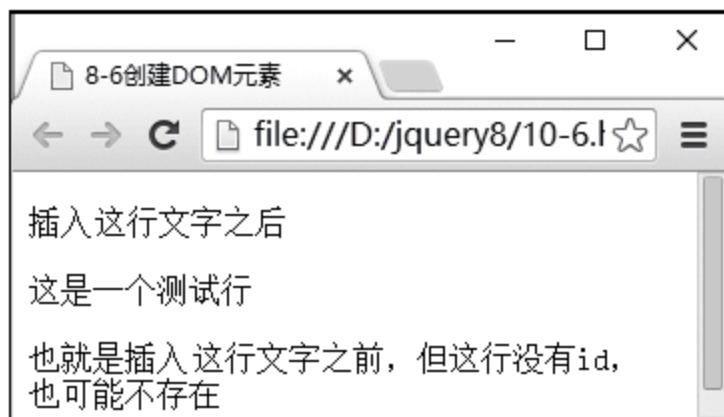 8-6创建DOM元素
file:///D:/jquery8/10-6.h
插入这行文字之后
这是一个测试行
也就是插入这行文字之前，但这行没有id，
也可能不存在